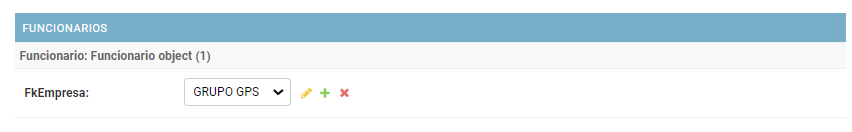 FUNCIONARIOS
Funcionario: Funcionario object (1)
FkEmpresa: GRUPO GPS